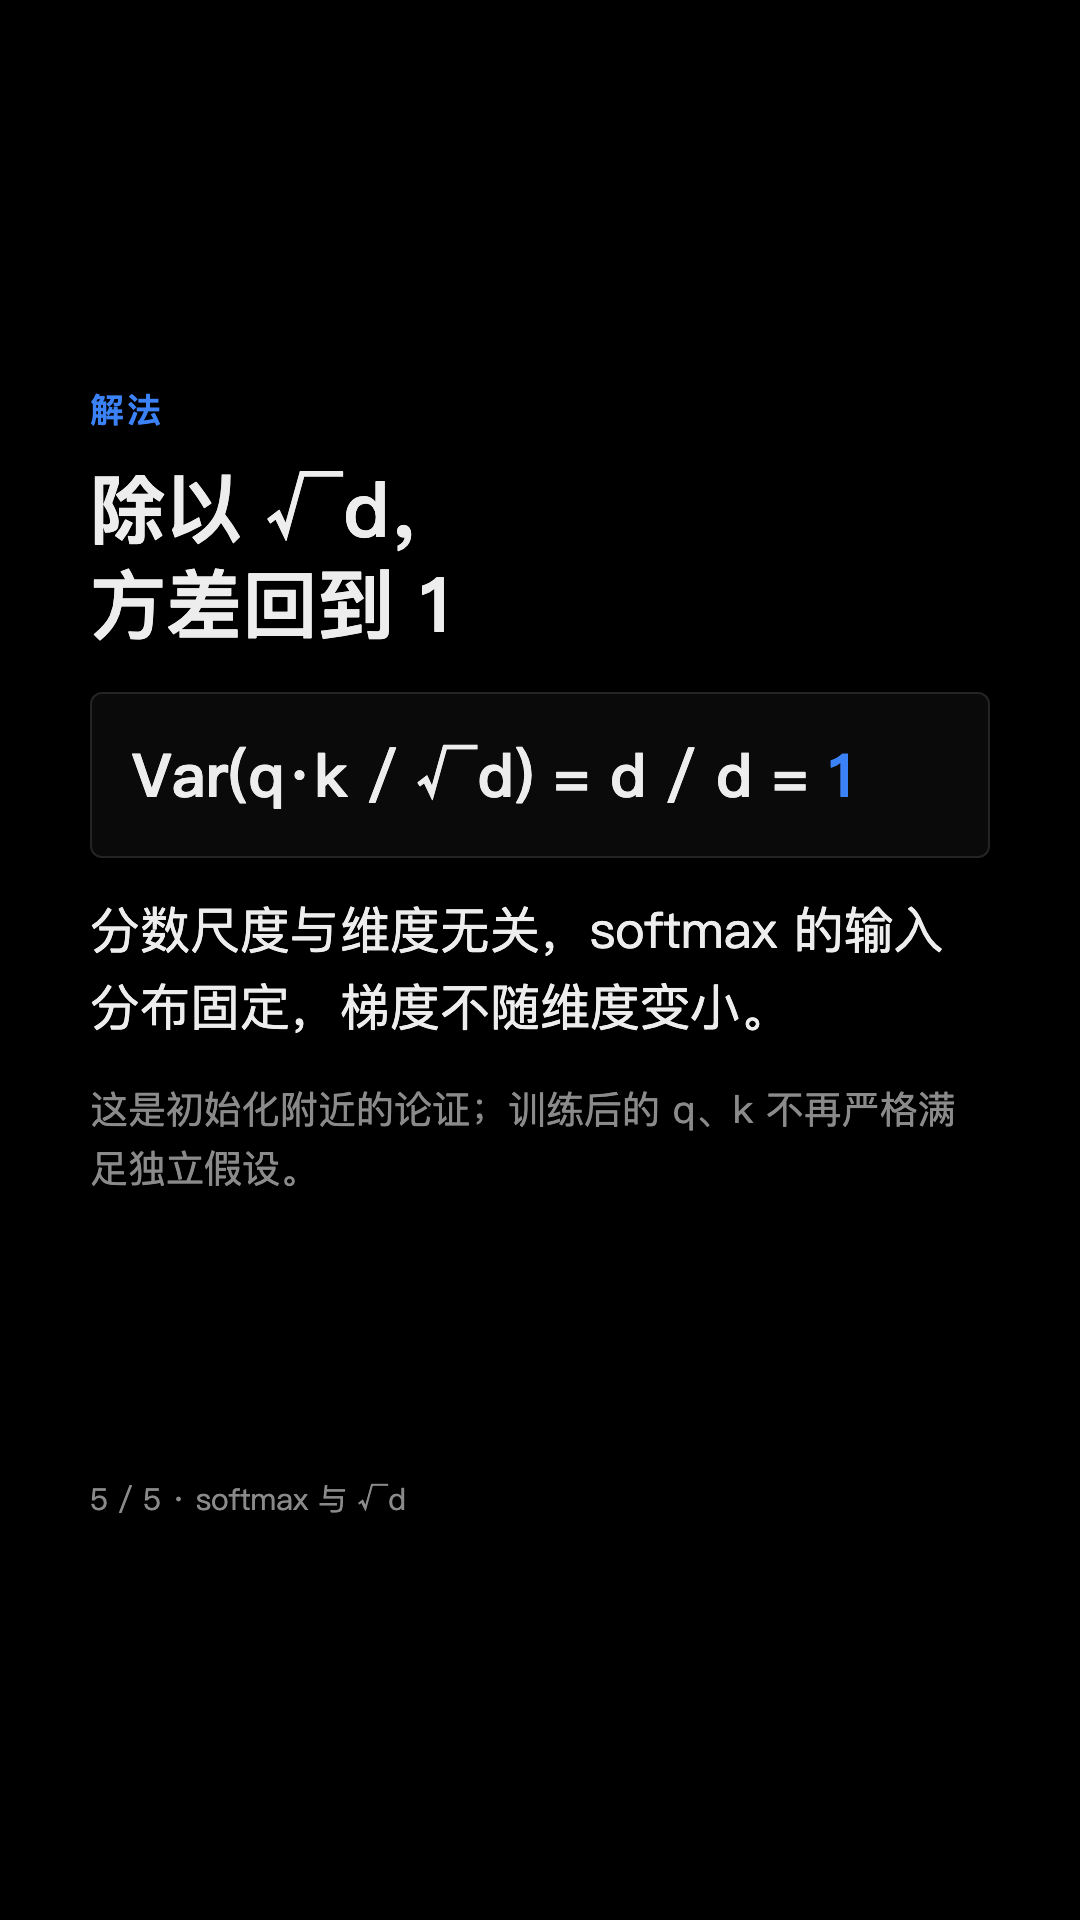 解法
除以 √d,
方差回到 1
Var(q·k / √d) = d / d = 1
分数尺度与维度无关，softmax 的输入
分布固定，梯度不随维度变小。
这是初始化附近的论证；训练后的 q、k 不再严格满
足独立假设。
5 / 5 · softmax 与 √d